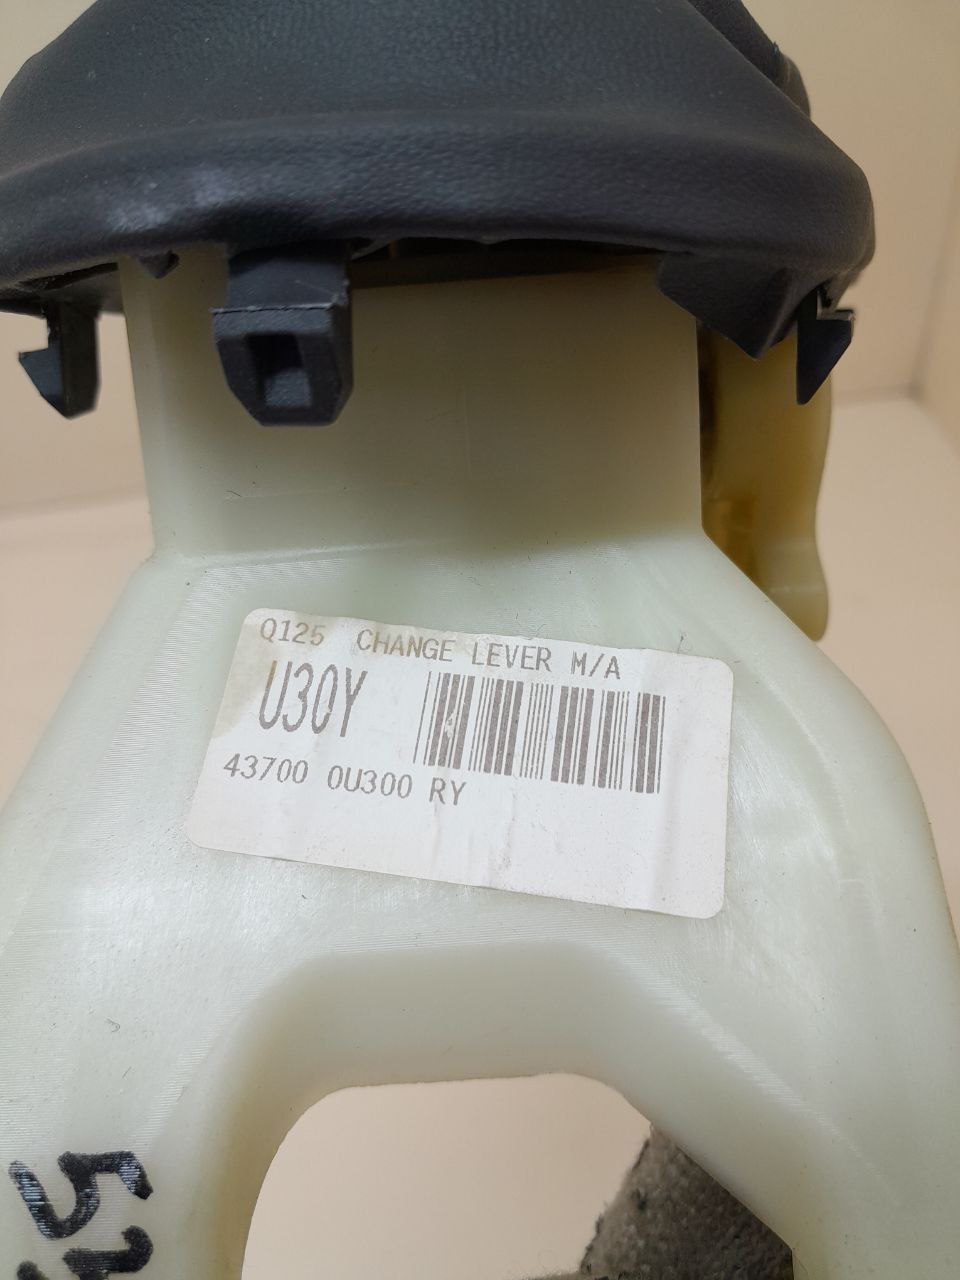 Q125 CHANGE LEVER M/A
U30Y
43700 0U300 RY